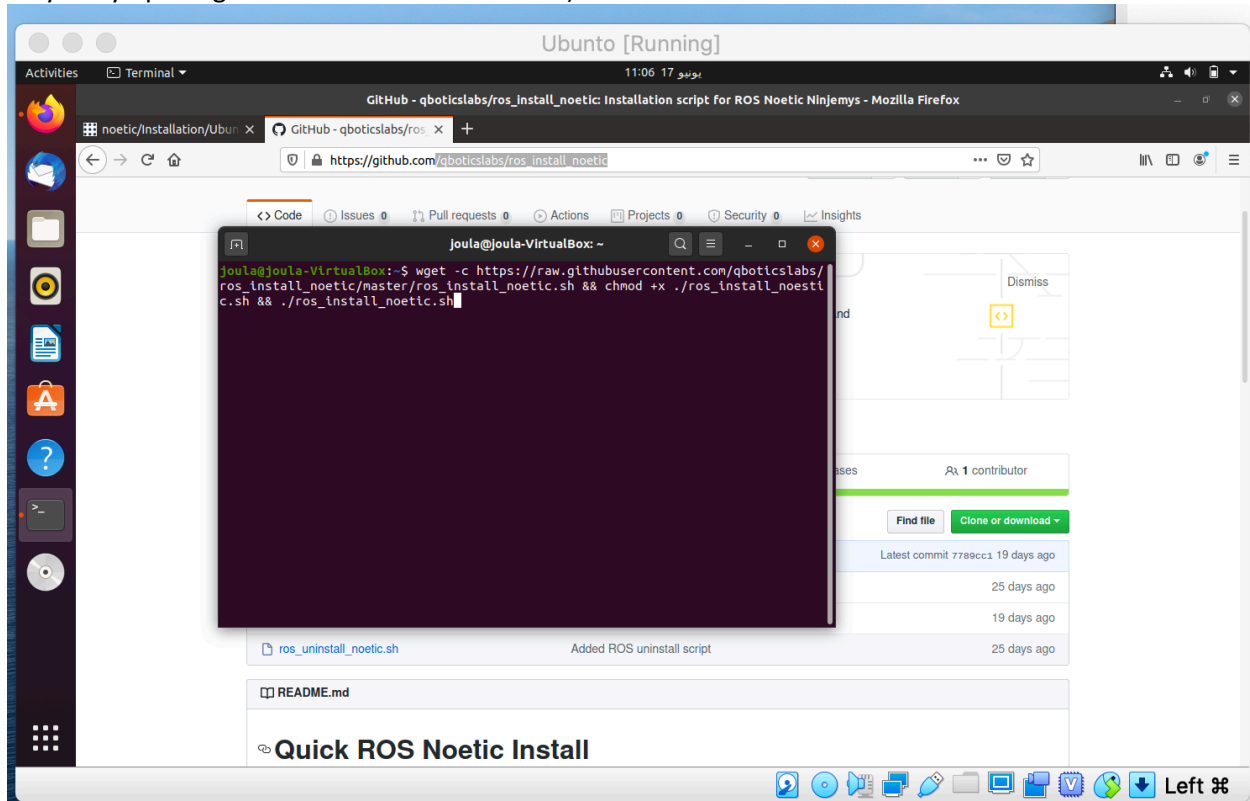 Ubunto [Running]
Activities Terminal 11:06 17 يونيو
GitHub - qboticslabs/ros_install_noetic: Installation script for ROS Noetic Ninjemys - Mozilla Firefox
noetic/Installation/Ubun GitHub - qboticslabs/ros_
https://github.com/qboticslabs/ros_install_noetic
Code Issues 0 Pull requests 0 Actions Projects 0 Security 0 Insights
joula@joula-VirtualBox: ~
joula@joula-VirtualBox:~$ wget -c https://raw.githubusercontent.com/qboticslabs/
ros_install_noetic/master/ros_install_noetic.sh && chmod +x ./ros_install_noesti
c.sh && ./ros_install_noetic.sh
Dismiss
1 contributor
Find file Clone or download
Latest commit 7789cc1 19 days ago
25 days ago
19 days ago
ros_uninstall_noetic.sh Added ROS uninstall script 25 days ago
README.md
Quick ROS Noetic Install
Left ⌘